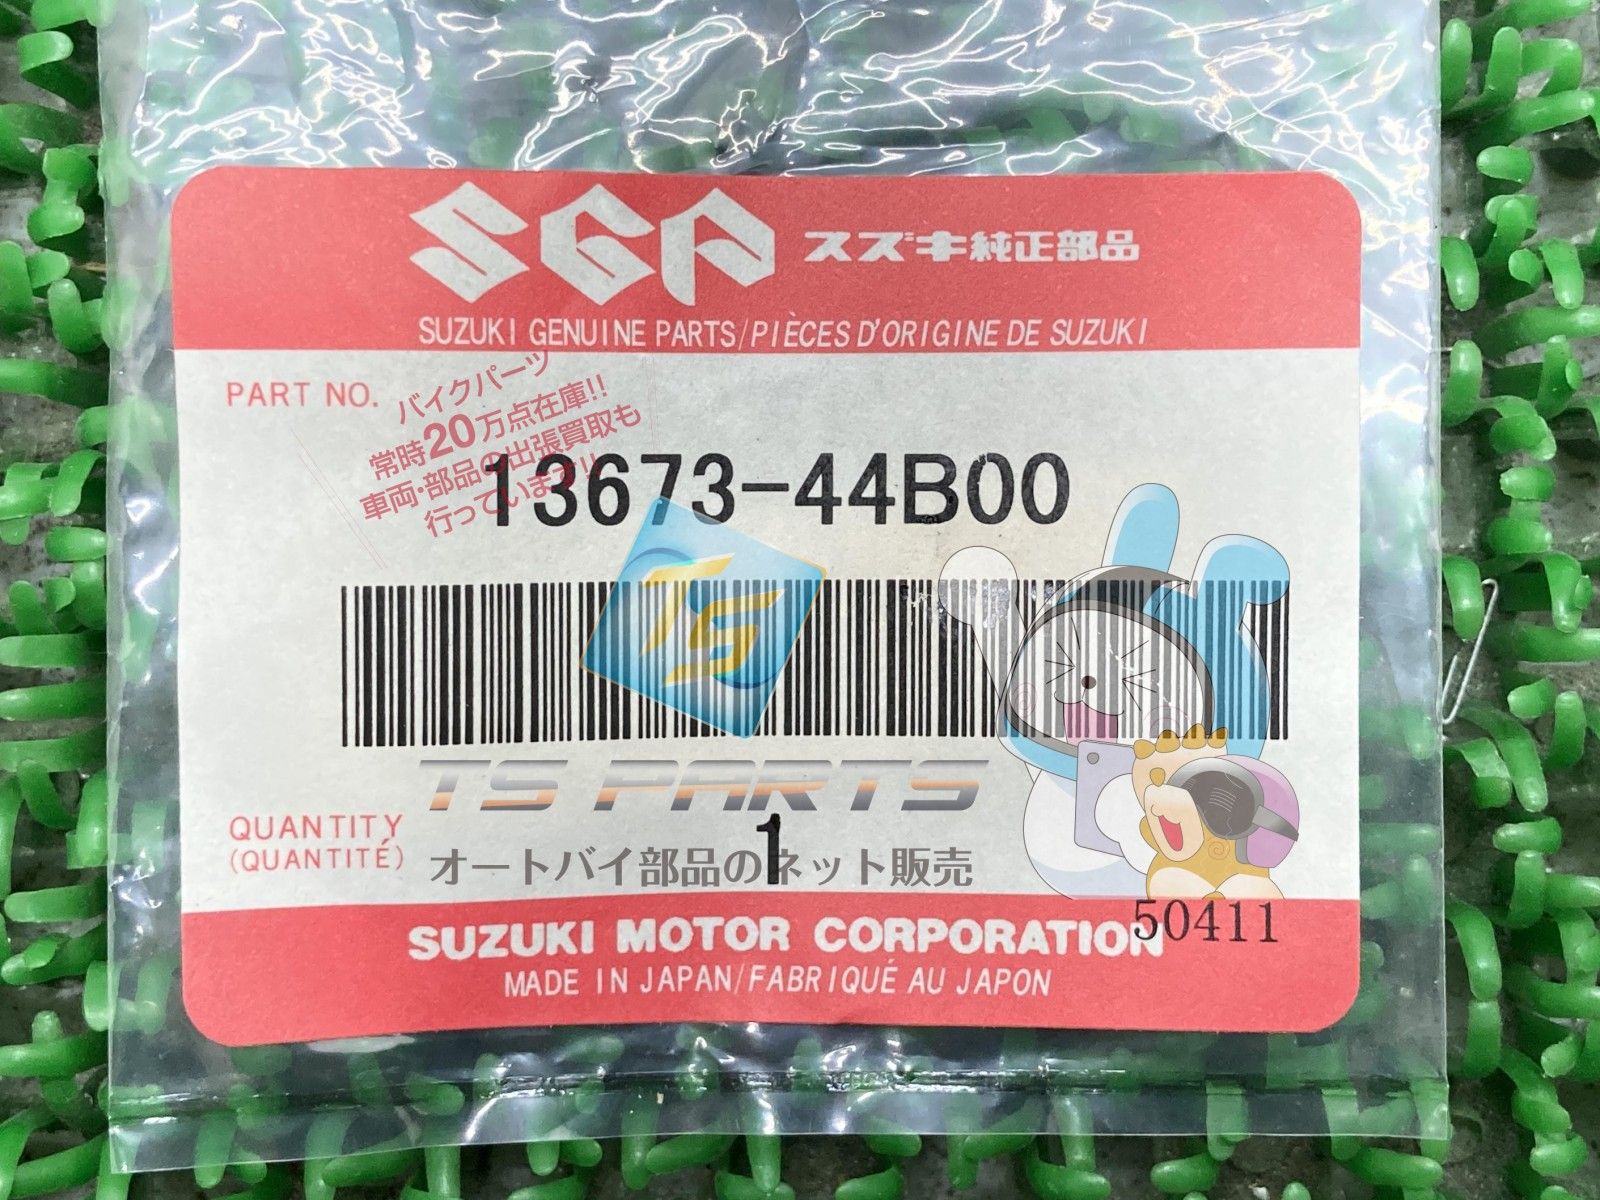 SGP スズキ純正部品
SUZUKI GENUINE PARTS/PIÈCES D'ORIGINE DE SUZUKI
PART NO.
バイクパーツ
常時20万点在庫!!
車両・部品の出張買取も
行っています!!
13673-44B00
TS
TS PARTS
QUANTITY
(QUANTITÉ)
1
オートバイ部品のネット販売
50411
SUZUKI MOTOR CORPORATION
MADE IN JAPAN/FABRIQUÉ AU JAPON